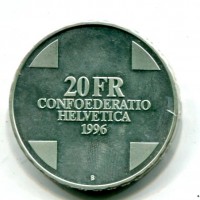 20 FR
CONFOEDERATIO
HELVETICA
1996
B